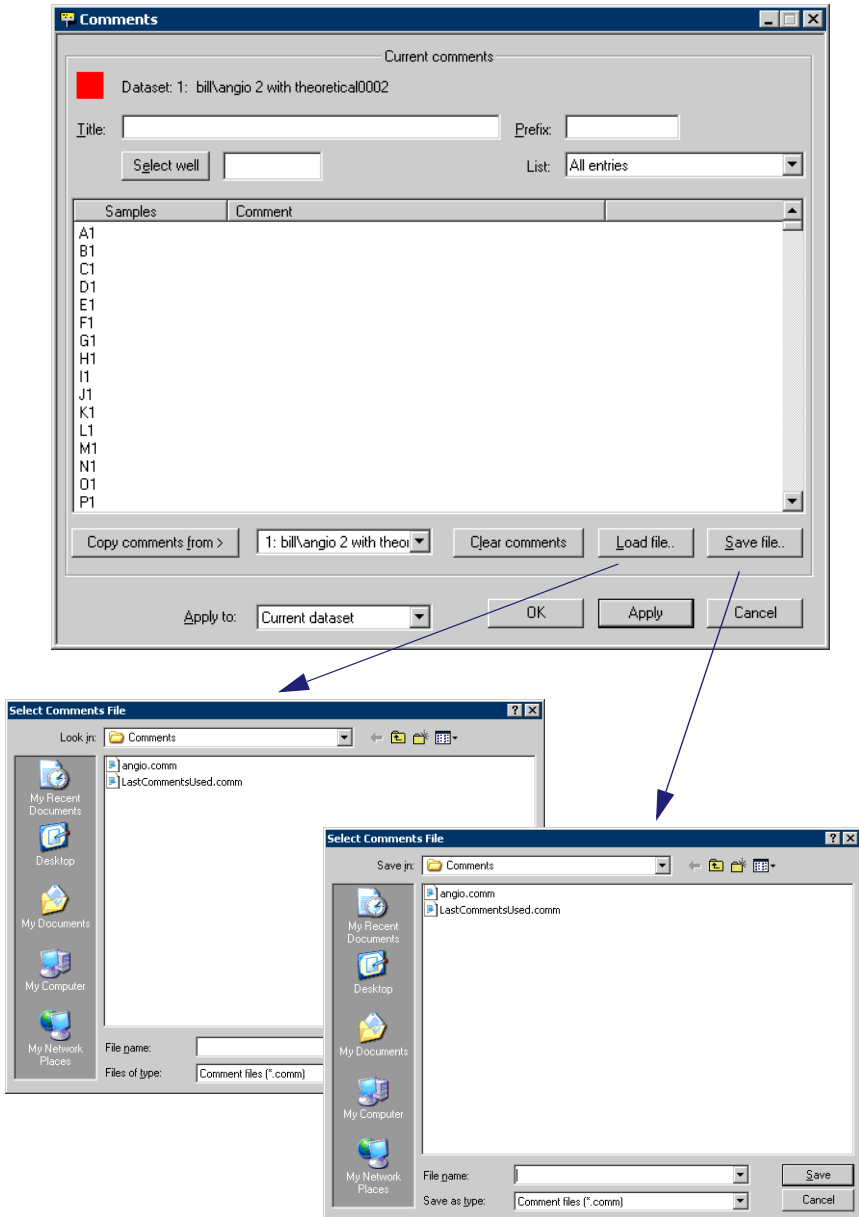 Comments
Current comments
Dataset: 1: bill\angio 2 with theoretical0002
Title:
Prefix:
Select well
List: All entries
Samples Comment
A1
B1
C1
D1
E1
F1
G1
H1
I1
J1
K1
L1
M1
N1
O1
P1
Copy comments from > 1: bill\angio 2 with theor Clear comments Load file.. Save file..
Apply to: Current dataset OK Apply Cancel
Select Comments File
Look in: Comments
angio.comm
LastCommentsUsed.comm
My Recent
Documents
Desktop
My Documents
My Computer
My Network
Places
File name:
Files of type: Comment files (*.comm)
Select Comments File
Save in: Comments
angio.comm
LastCommentsUsed.comm
My Recent
Documents
Desktop
My Documents
My Computer
My Network
Places
File name: Save
Save as type: Comment files (*.comm) Cancel